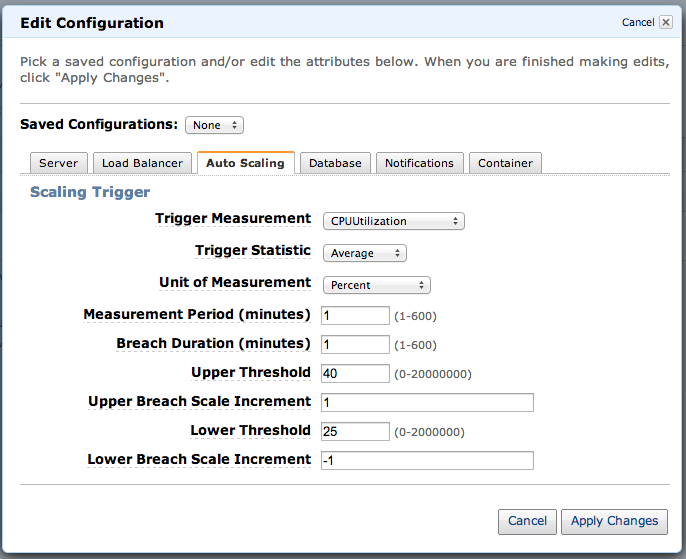 Edit Configuration
Cancel
Pick a saved configuration and/or edit the attributes below. When you are finished making edits,
click "Apply Changes".
Saved Configurations: None
Server Load Balancer Auto Scaling Database Notifications Container
Scaling Trigger
Trigger Measurement CPUUtilization
Trigger Statistic Average
Unit of Measurement Percent
Measurement Period (minutes) 1 (1-600)
Breach Duration (minutes) 1 (1-600)
Upper Threshold 40 (0-20000000)
Upper Breach Scale Increment 1
Lower Threshold 25 (0-20000000)
Lower Breach Scale Increment -1
Cancel Apply Changes